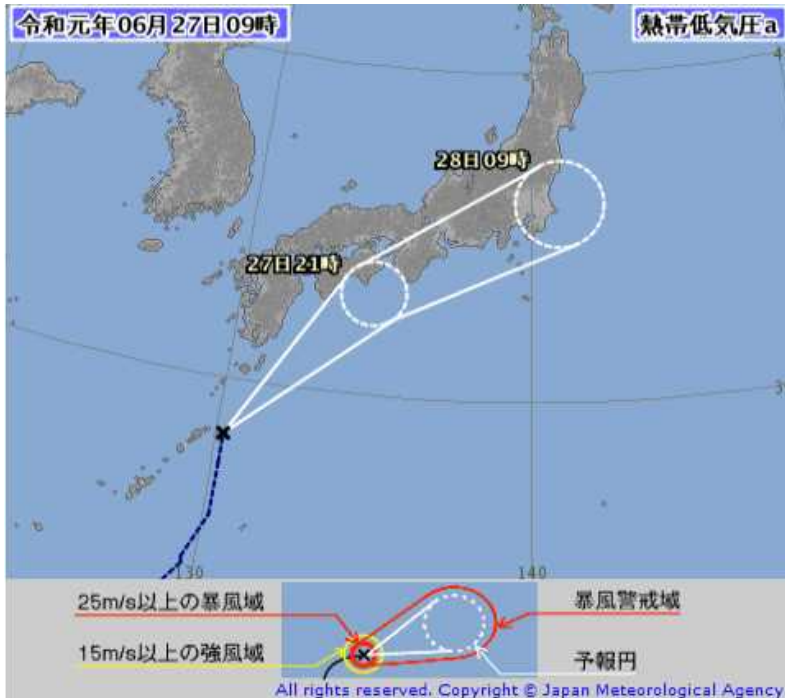 令和元年06月27日09時
熱帯低気圧a
4
28日09時
27日21時
3
130
140
25m/s以上の暴風域
暴風警戒域
15m/s以上の強風域
予報円
All rights reserved. Copyright © Japan Meteorological Agency